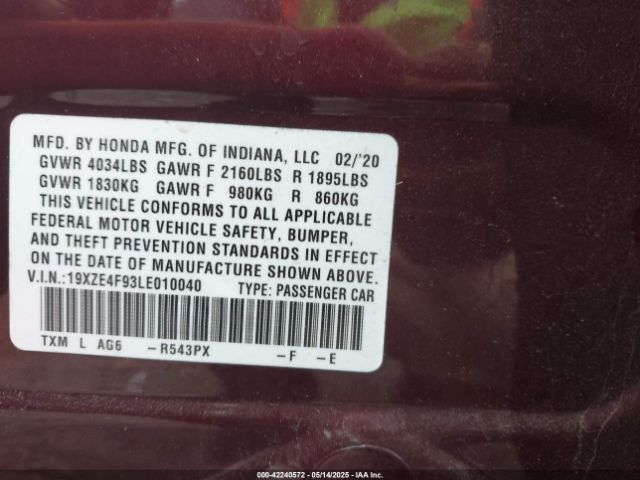 MFD. BY HONDA MFG. OF INDIANA, LLC 02/'20
GVWR 4034LBS GAWR F 2160LBS R 1895LBS
GVWR 1830KG GAWR F 980KG R 860KG
THIS VEHICLE CONFORMS TO ALL APPLICABLE
FEDERAL MOTOR VEHICLE SAFETY, BUMPER,
AND THEFT PREVENTION STANDARDS IN EFFECT
ON THE DATE OF MANUFACTURE SHOWN ABOVE.
V.I.N.:19XZE4F93LE010040 TYPE: PASSENGER CAR
TXM L AG6 –R543PX –F –E
000-42240572 05/14/2025 IAA Inc.